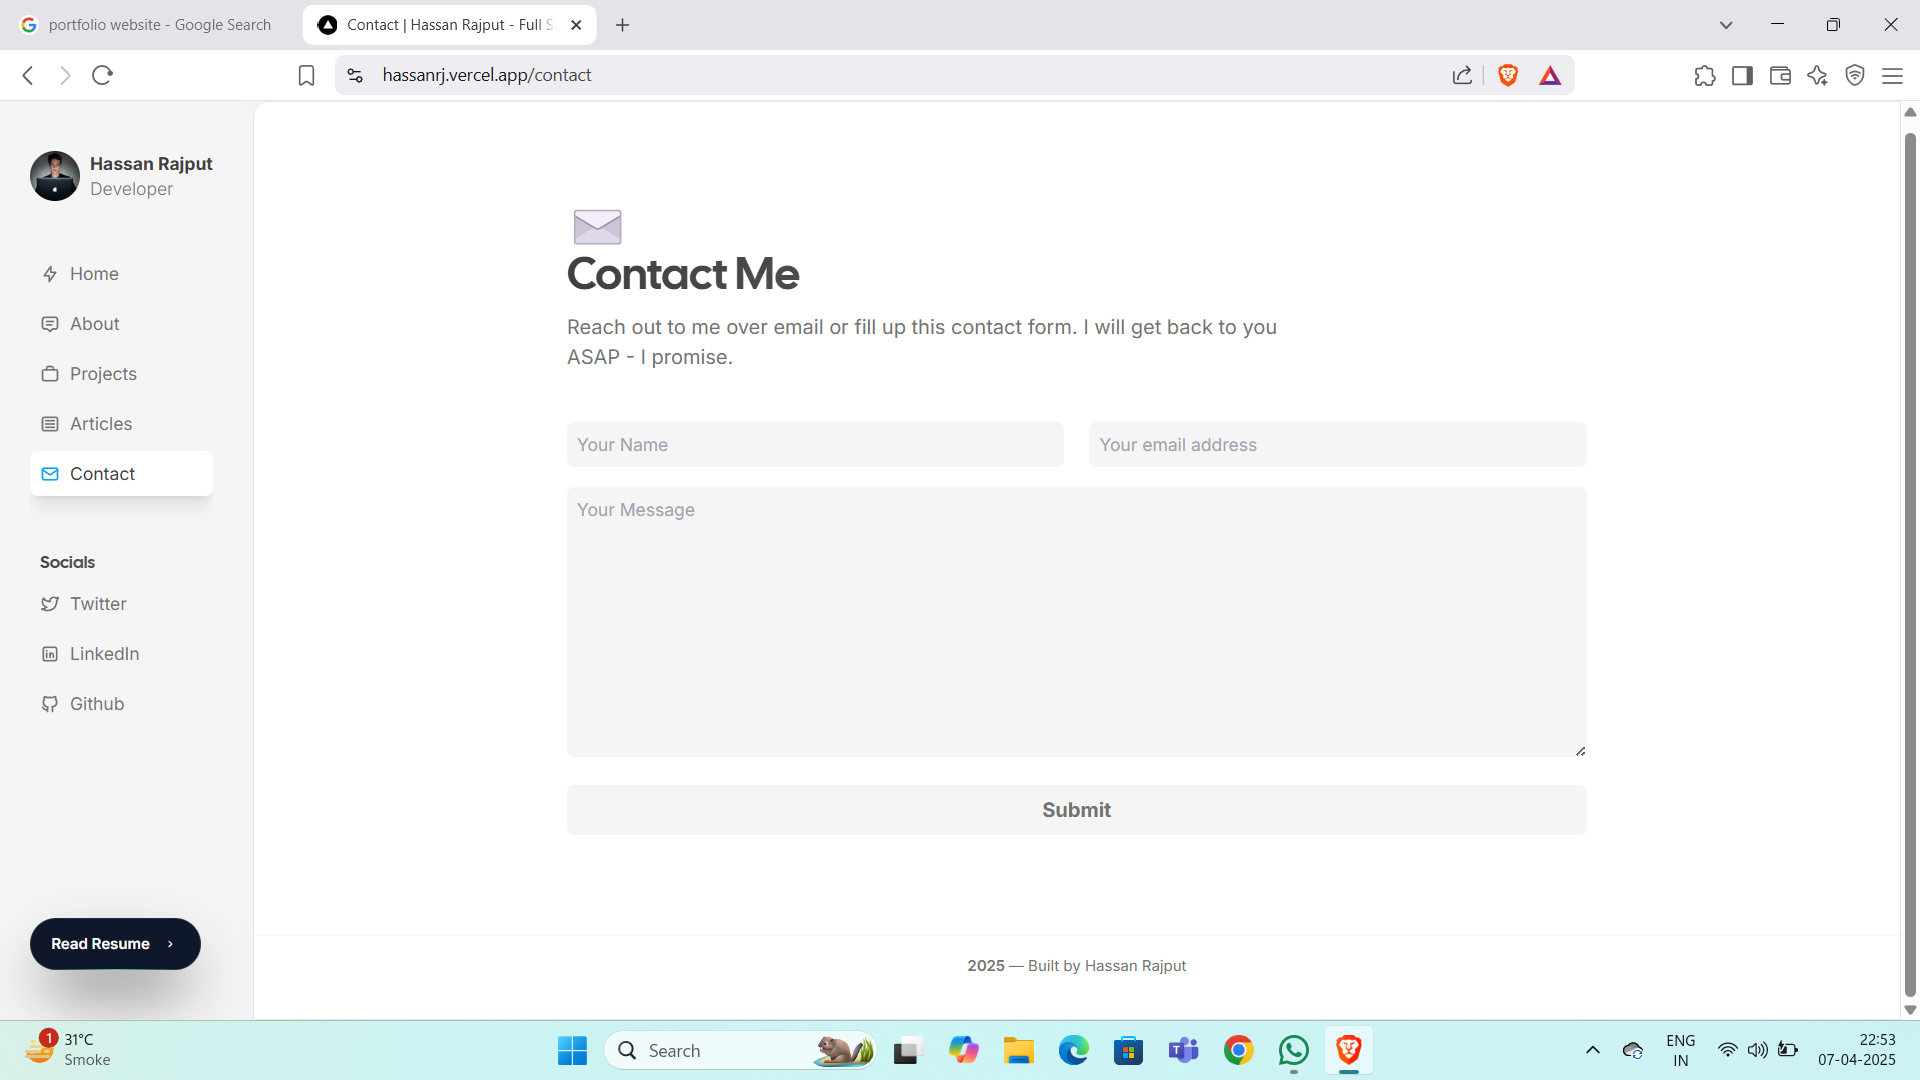 portfolio website - Google Search
Contact | Hassan Rajput - Full S
hassanrj.vercel.app/contact
Hassan Rajput
Developer
Home
About
Projects
Articles
Contact
Socials
Twitter
LinkedIn
Github
Read Resume
Contact Me
Reach out to me over email or fill up this contact form. I will get back to you
ASAP - I promise.
Your Name
Your email address
Your Message
Submit
2025 — Built by Hassan Rajput
1
31°C
Smoke
Search
ENG
IN
22:53
07-04-2025